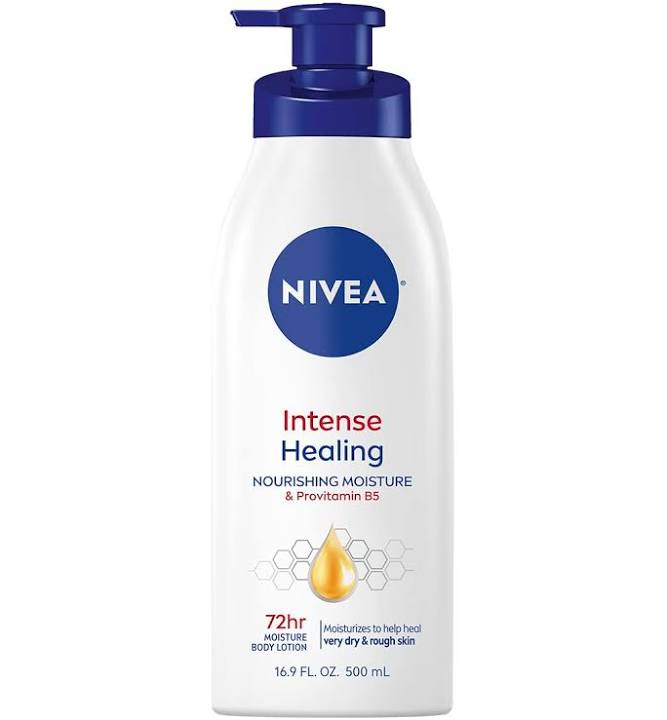 NIVEA®
Intense
Healing
NOURISHING MOISTURE
& Provitamin B5
72hr
MOISTURE
BODY LOTION
Moisturizes to help heal
very dry & rough skin
16.9 FL. OZ. 500 mL